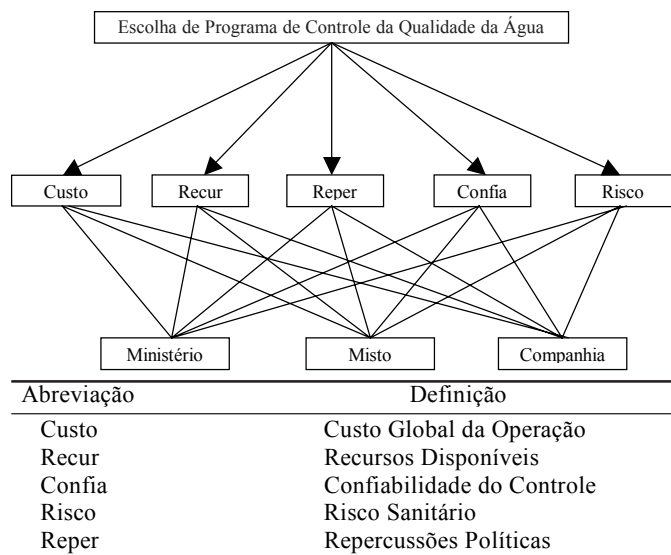 Escolha de Programa de Controle da Qualidade da Água
Custo Recur Reper Confia Risco
Ministério Misto Companhia
Abreviação Definição
Custo Custo Global da Operação
Recur Recursos Disponíveis
Confia Confiabilidade do Controle
Risco Risco Sanitário
Reper Repercussões Políticas